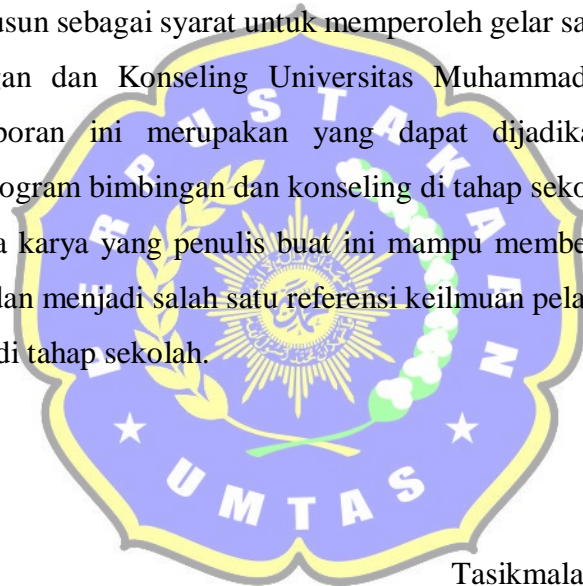 usun sebagai syarat untuk memperoleh gelar sa
gan dan Konseling Universitas Muhammad
poran ini merupakan yang dapat dijadika
rogram bimbingan dan konseling di tahap seko
a karya yang penulis buat ini mampu membe
dan menjadi salah satu referensi keilmuan pela
di tahap sekolah.
PERPUSTAKAAN
UMTAS
Tasikmala